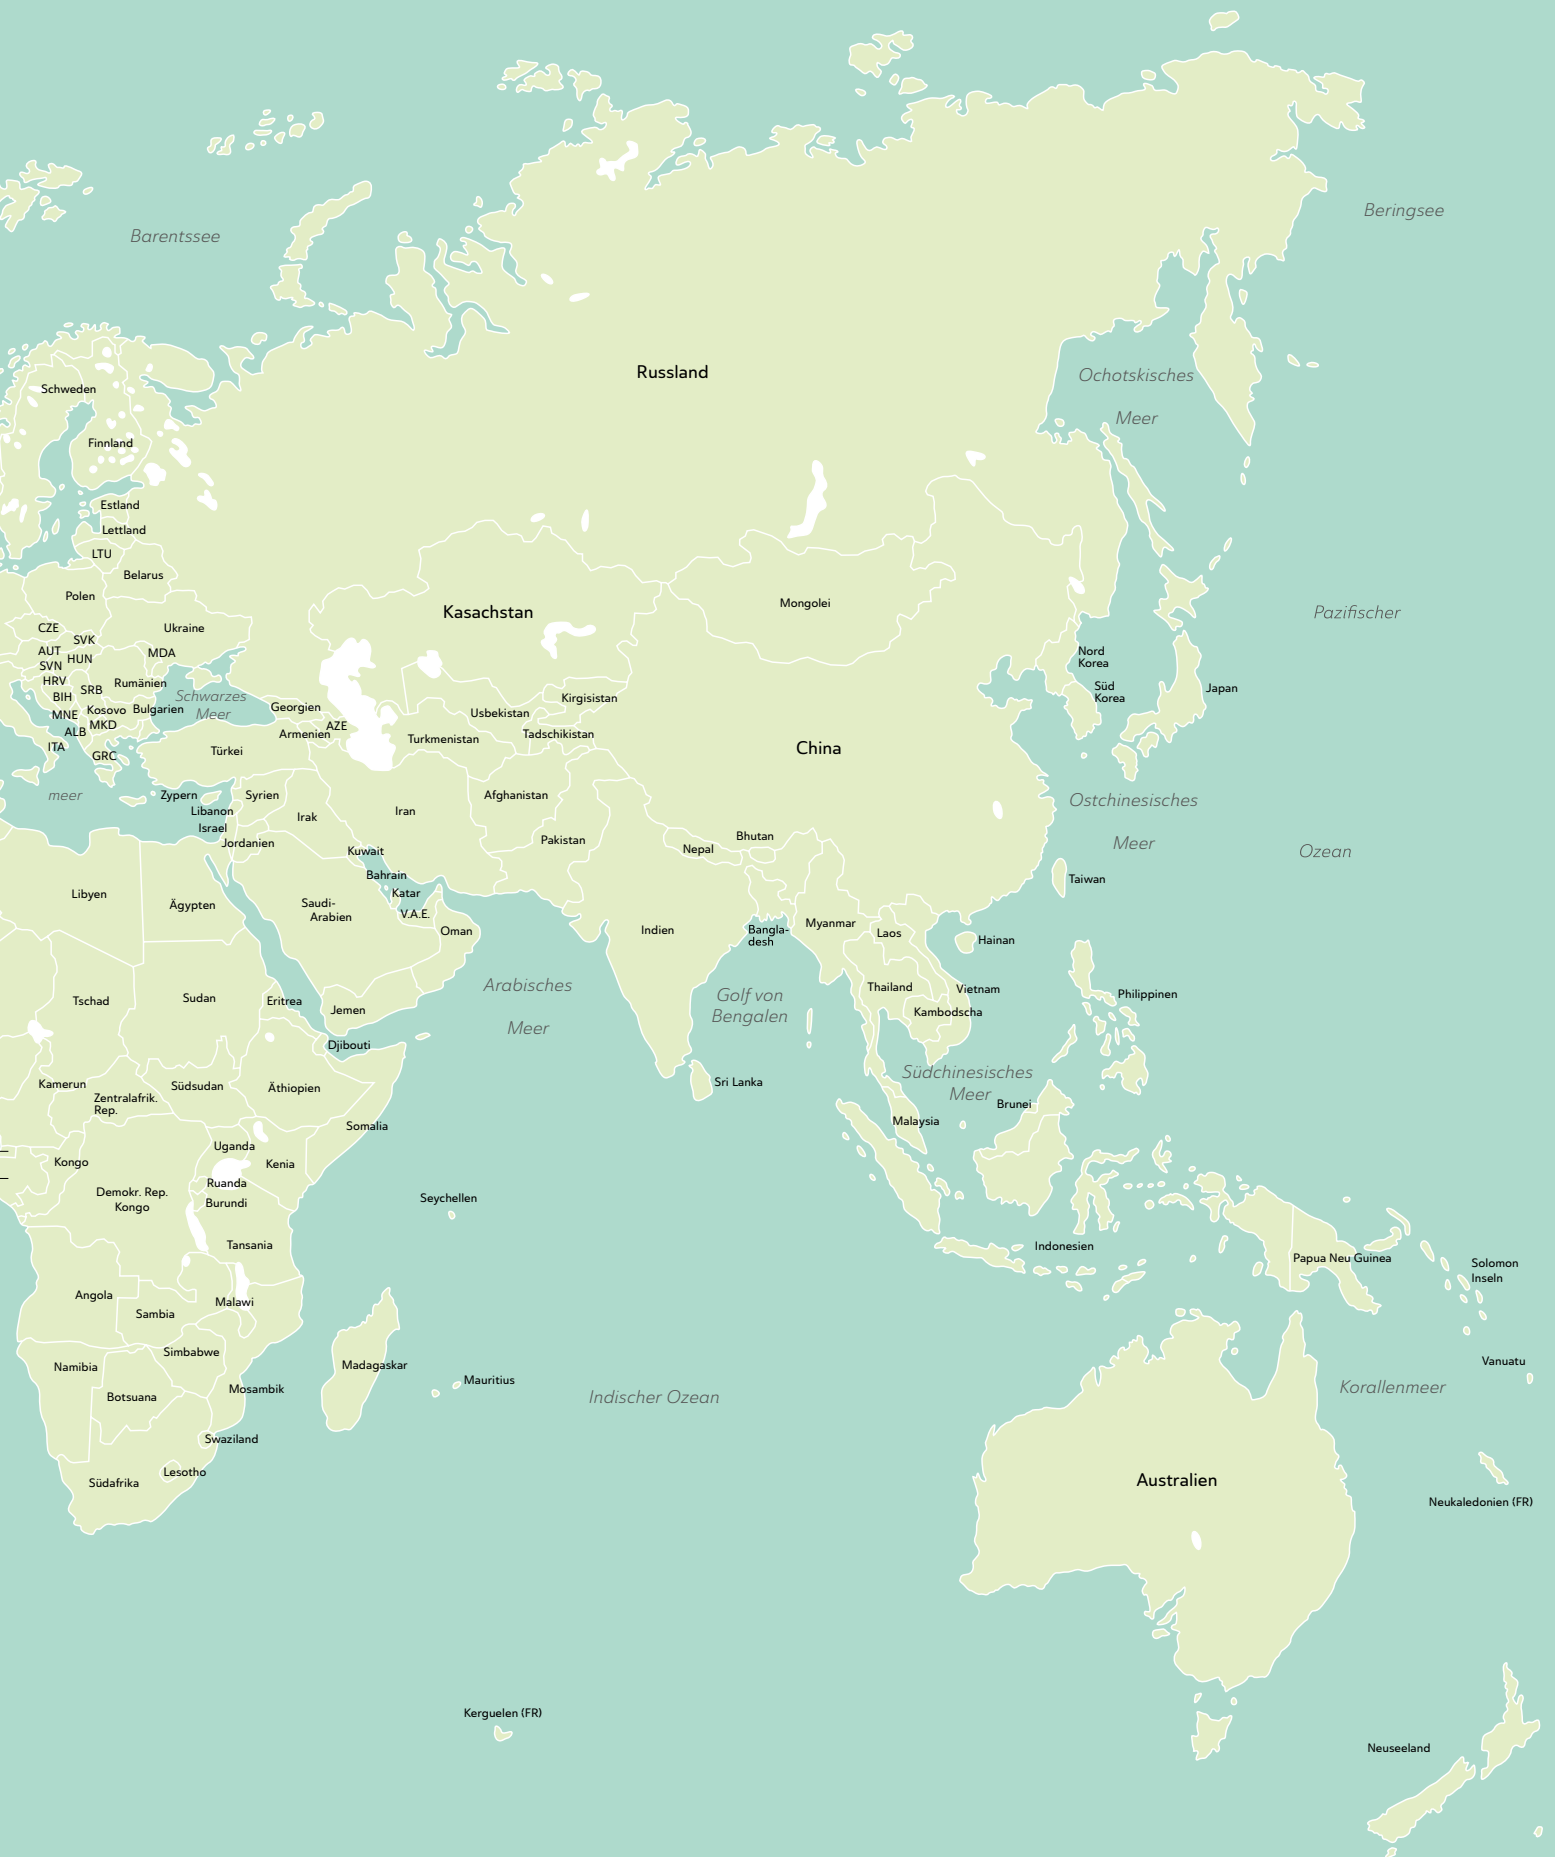 Beringsee
Barentssee
Russland
Ochotskisches
Meer
Schweden
Finnland
Estland
Lettland
LTU
Belarus
Polen
CZE
SVK
Ukraine
AUT
HUN
MDA
SVN
HRV
SRB
Rumänien
BIH
Schwarzes
Meer
Kosovo
Bulgarien
MNE
MKD
ALB
ITA
GRC
Kasachstan
Mongolei
Pazifischer
Nord
Korea
Süd
Korea
Japan
Georgien
AZE
Armenien
Türkei
Usbekistan
Kirgisistan
Turkmenistan
Tadschikistan
China
meer
Zypern
Syrien
Libanon
Israel
Jordanien
Irak
Iran
Afghanistan
Pakistan
Kuwait
Bahrain
Katar
V.A.E.
Oman
Nepal
Bhutan
Ostchinesisches
Meer
Ozean
Taiwan
Libyen
Ägypten
Saudi-
Arabien
Indien
Bangla-
desh
Myanmar
Laos
Hainan
Arabisches
Meer
Golf von
Bengalen
Thailand
Vietnam
Kambodscha
Philippinen
Tschad
Sudan
Eritrea
Jemen
Djibouti
Kamerun
Zentralafrik.
Rep.
Südsudan
Äthiopien
Somalia
Sri Lanka
Südchinesisches
Meer
Brunei
Malaysia
Kongo
Uganda
Kenia
Ruanda
Demokr. Rep.
Kongo
Burundi
Seychellen
Tansania
Indonesien
Papua Neu Guinea
Solomon
Inseln
Angola
Malawi
Sambia
Simbabwe
Namibia
Botsuana
Mosambik
Madagaskar
Mauritius
Indischer Ozean
Korallenmeer
Vanuatu
Swaziland
Lesotho
Südafrika
Australien
Neukaledonien (FR)
Kerguelen (FR)
Neuseeland